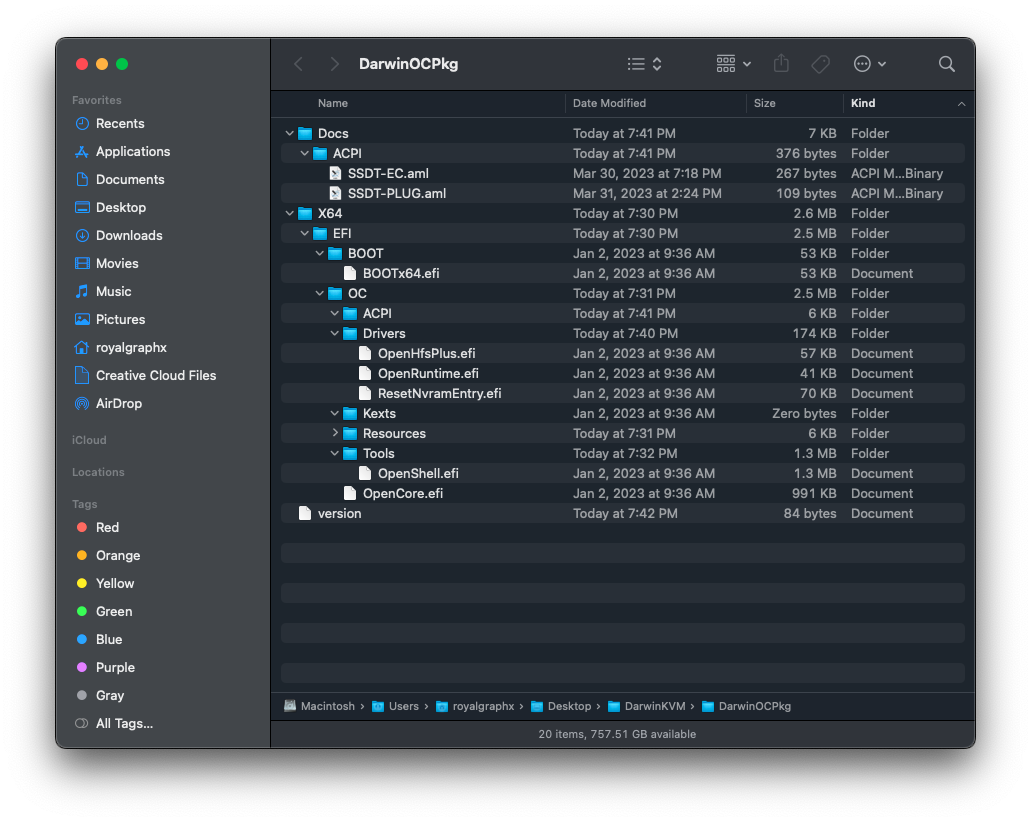 DarwinOCPkg
Favorites
Recents
Applications
Documents
Desktop
Downloads
Movies
Music
Pictures
royalgraphx
Creative Cloud Files
AirDrop
iCloud
Locations
Tags
Red
Orange
Yellow
Green
Blue
Purple
Gray
All Tags...
Name Date Modified Size Kind
Docs Today at 7:41 PM 7 KB Folder
ACPI Today at 7:41 PM 376 bytes Folder
SSDT-EC.aml Mar 30, 2023 at 7:18 PM 267 bytes ACPI M...Binary
SSDT-PLUG.aml Mar 31, 2023 at 2:24 PM 109 bytes ACPI M...Binary
X64 Today at 7:30 PM 2.6 MB Folder
EFI Today at 7:30 PM 2.5 MB Folder
BOOT Jan 2, 2023 at 9:36 AM 53 KB Folder
BOOTx64.efi Jan 2, 2023 at 9:36 AM 53 KB Document
OC Today at 7:31 PM 2.5 MB Folder
ACPI Today at 7:41 PM 6 KB Folder
Drivers Today at 7:40 PM 174 KB Folder
OpenHfsPlus.efi Jan 2, 2023 at 9:36 AM 57 KB Document
OpenRuntime.efi Jan 2, 2023 at 9:36 AM 41 KB Document
ResetNvramEntry.efi Jan 2, 2023 at 9:36 AM 70 KB Document
Kexts Jan 2, 2023 at 9:36 AM Zero bytes Folder
Resources Today at 7:31 PM 6 KB Folder
Tools Today at 7:32 PM 1.3 MB Folder
OpenShell.efi Jan 2, 2023 at 9:36 AM 1.3 MB Document
OpenCore.efi Jan 2, 2023 at 9:36 AM 991 KB Document
version Today at 7:42 PM 84 bytes Document
Macintosh › Users › royalgraphx › Desktop › DarwinKVM › DarwinOCPkg
20 items, 757.51 GB available